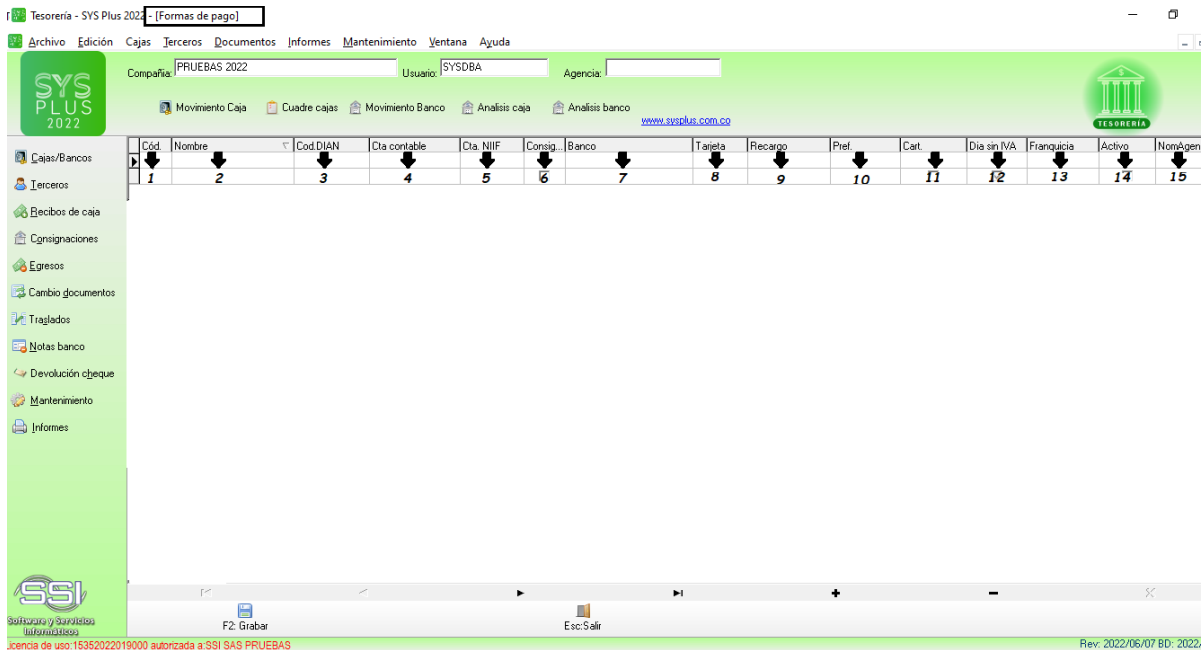 Tesorería - SYS Plus 2022 - [Formas de pago]
Archivo Edición Cajas Terceros Documentos Informes Mantenimiento Ventana Ayuda
SYS
PLUS
2022
Compañia: PRUEBAS 2022 Usuario: SYSDBA Agencia:
Movimiento Caja Cuadre cajas Movimiento Banco Analisis caja Analisis banco
www.sysplus.com.co
TESORERÍA
Cód. Nombre Cod.DIAN Cta contable Cta. NIIF Consig... Banco Tarjeta Recargo Pref. Cart. Dia sin IVA Franquicia Activo NomAgen
1 2 3 4 5 6 7 8 9 10 11 12 13 14 15
Cajas/Bancos
Terceros
Recibos de caja
Consignaciones
Egresos
Cambio documentos
Traslados
Notas banco
Devolución cheque
Mantenimiento
Informes
SSI
Software y Servicios
Informáticos
F2: Grabar Esc:Salir
Licencia de uso:15352022019000 autorizada a:SSI SAS PRUEBAS Rev: 2022/06/07 BD: 2022/